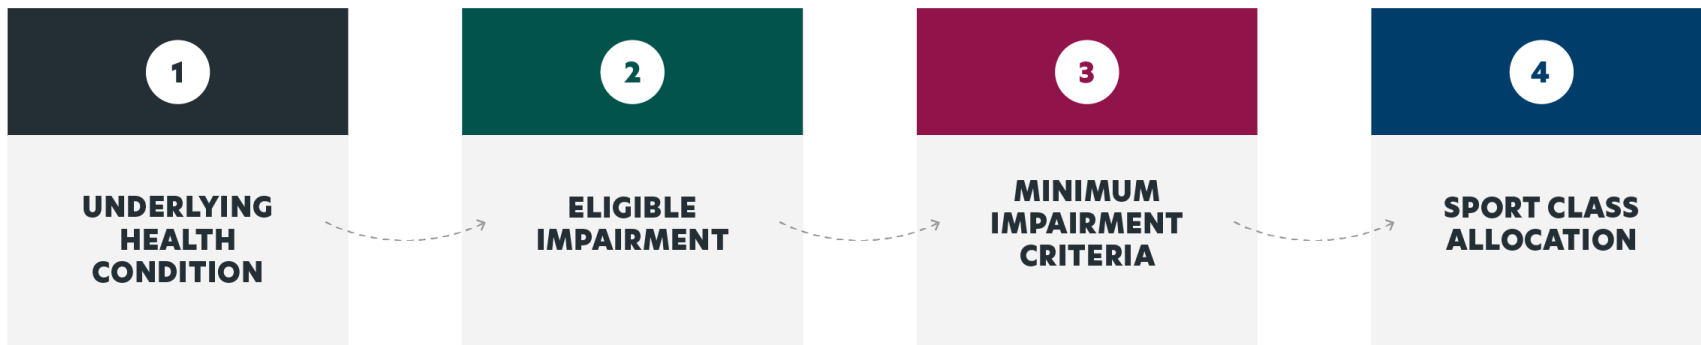 1
UNDERLYING
HEALTH
CONDITION
2
ELIGIBLE
IMPAIRMENT
3
MINIMUM
IMPAIRMENT
CRITERIA
4
SPORT CLASS
ALLOCATION